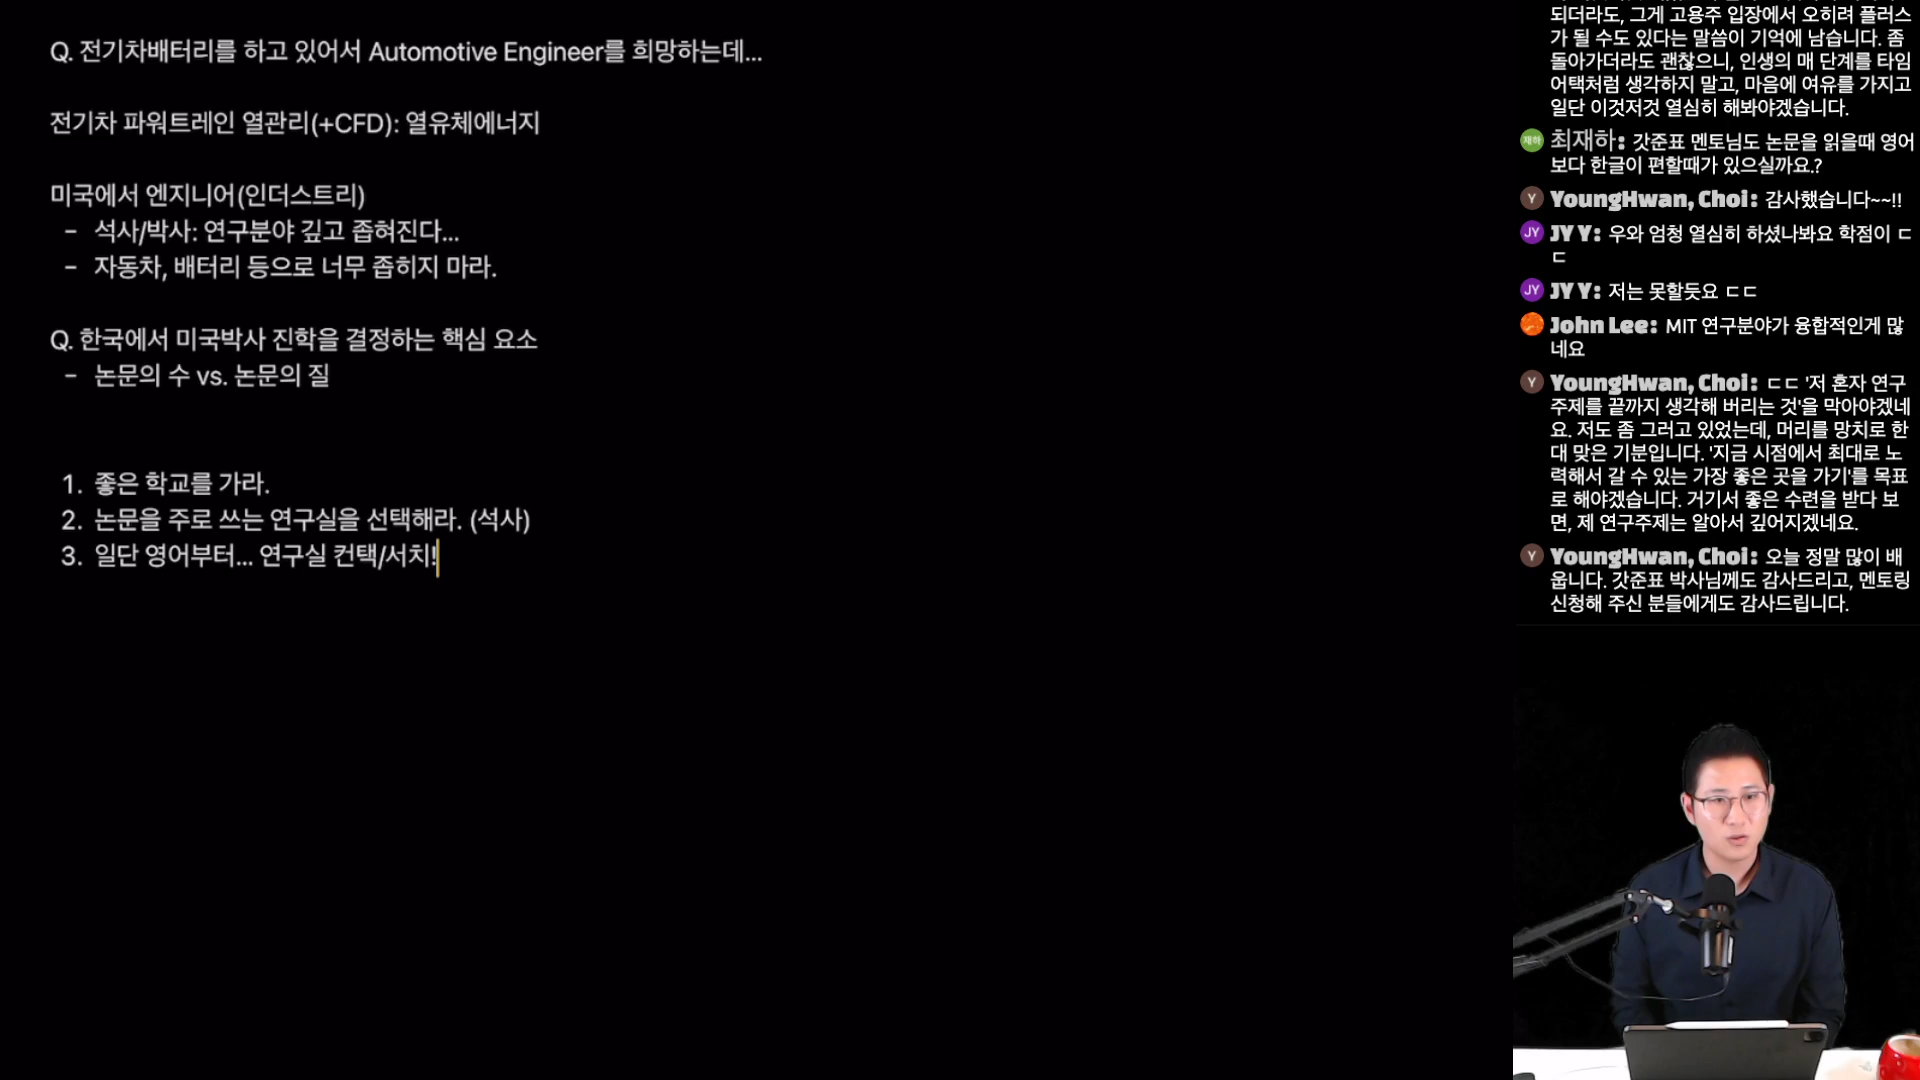 Q. 전기차배터리를 하고 있어서 Automotive Engineer를 희망하는데...
전기차 파워트레인 열관리(+CFD): 열유체에너지
미국에서 엔지니어(인더스트리)
- 석사/박사: 연구분야 깊고 좁혀진다...
- 자동차, 배터리 등으로 너무 좁히지 마라.
Q. 한국에서 미국박사 진학을 결정하는 핵심 요소
- 논문의 수 vs. 논문의 질
1. 좋은 학교를 가라.
2. 논문을 주로 쓰는 연구실을 선택해라. (석사)
3. 일단 영어부터... 연구실 컨택/서치!
되더라도, 그게 고용주 입장에서 오히려 플러스
가 될 수도 있다는 말씀이 기억에 남습니다. 좀
돌아가더라도 괜찮으니, 인생의 매 단계를 타임
어택처럼 생각하지 말고, 마음에 여유를 가지고
일단 이것저것 열심히 해봐야겠습니다.
재하 최재하: 갓준표 멘토님도 논문을 읽을때 영어
보다 한글이 편할때가 있으실까요.?
Y YoungHwan, Choi: 감사했습니다~~!!
JY JY Y: 우와 엄청 열심히 하셨나봐요 학점이 ㄷ
ㄷ
JY JY Y: 저는 못할듯요 ㄷㄷ
John Lee: MIT 연구분야가 융합적인게 많
네요
Y YoungHwan, Choi: ㄷㄷ '저 혼자 연구
주제를 끝까지 생각해 버리는 것'을 막아야겠네
요. 저도 좀 그러고 있었는데, 머리를 망치로 한
대 맞은 기분입니다. '지금 시점에서 최대로 노
력해서 갈 수 있는 가장 좋은 곳을 가기'를 목표
로 해야겠습니다. 거기서 좋은 수련을 받다 보
면, 제 연구주제는 알아서 깊어지겠네요.
Y YoungHwan, Choi: 오늘 정말 많이 배
웁니다. 갓준표 박사님께도 감사드리고, 멘토링
신청해 주신 분들에게도 감사드립니다.